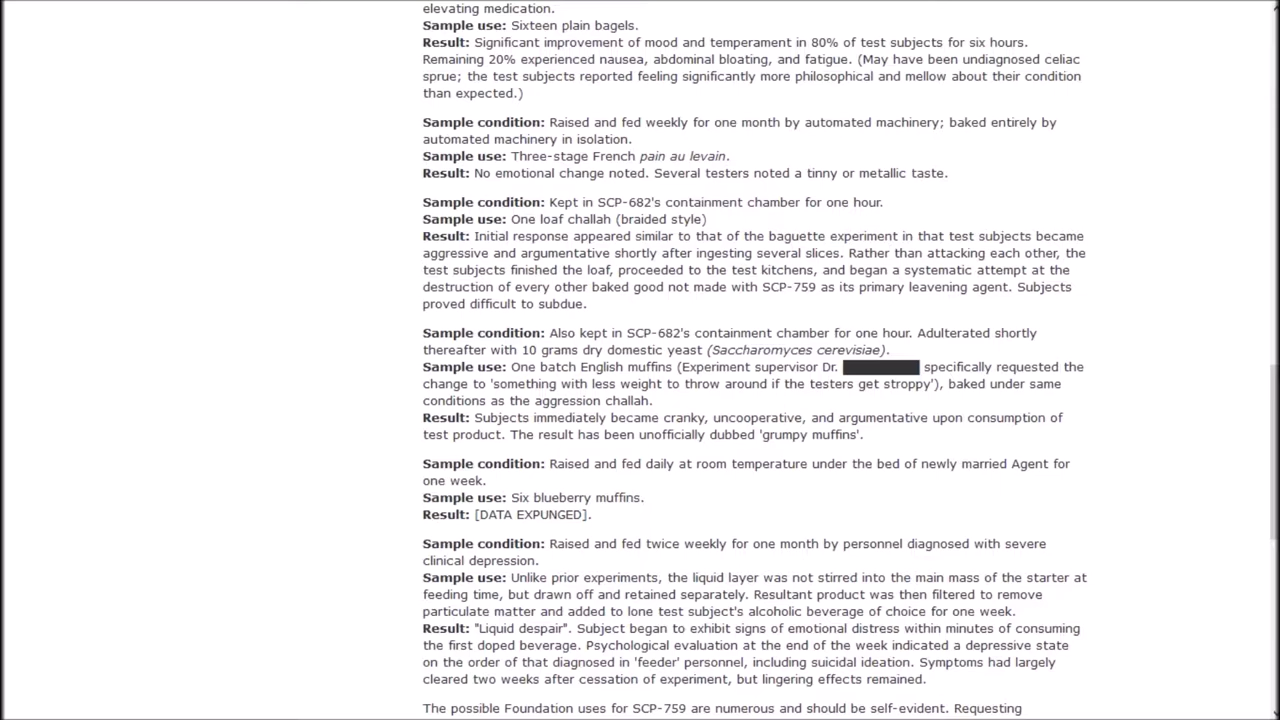 elevating medication.
Sample use: Sixteen plain bagels.
Result: Significant improvement of mood and temperament in 80% of test subjects for six hours.
Remaining 20% experienced nausea, abdominal bloating, and fatigue. (May have been undiagnosed celiac
sprue; the test subjects reported feeling significantly more philosophical and mellow about their condition
than expected.)
Sample condition: Raised and fed weekly for one month by automated machinery; baked entirely by
automated machinery in isolation.
Sample use: Three-stage French pain au levain.
Result: No emotional change noted. Several testers noted a tinny or metallic taste.
Sample condition: Kept in SCP-682's containment chamber for one hour.
Sample use: One loaf challah (braided style)
Result: Initial response appeared similar to that of the baguette experiment in that test subjects became
aggressive and argumentative shortly after ingesting several slices. Rather than attacking each other, the
test subjects finished the loaf, proceeded to the test kitchens, and began a systematic attempt at the
destruction of every other baked good not made with SCP-759 as its primary leavening agent. Subjects
proved difficult to subdue.
Sample condition: Also kept in SCP-682's containment chamber for one hour. Adulterated shortly
thereafter with 10 grams dry domestic yeast (Saccharomyces cerevisiae).
Sample use: One batch English muffins (Experiment supervisor Dr. specifically requested the
change to 'something with less weight to throw around if the testers get stroppy'), baked under same
conditions as the aggression challah.
Result: Subjects immediately became cranky, uncooperative, and argumentative upon consumption of
test product. The result has been unofficially dubbed 'grumpy muffins'.
Sample condition: Raised and fed daily at room temperature under the bed of newly married Agent for
one week.
Sample use: Six blueberry muffins.
Result: [DATA EXPUNGED].
Sample condition: Raised and fed twice weekly for one month by personnel diagnosed with severe
clinical depression.
Sample use: Unlike prior experiments, the liquid layer was not stirred into the main mass of the starter at
feeding time, but drawn off and retained separately. Resultant product was then filtered to remove
particulate matter and added to lone test subject's alcoholic beverage of choice for one week.
Result: "Liquid despair". Subject began to exhibit signs of emotional distress within minutes of consuming
the first doped beverage. Psychological evaluation at the end of the week indicated a depressive state
on the order of that diagnosed in 'feeder' personnel, including suicidal ideation. Symptoms had largely
cleared two weeks after cessation of experiment, but lingering effects remained.
The possible Foundation uses for SCP-759 are numerous and should be self-evident. Requesting